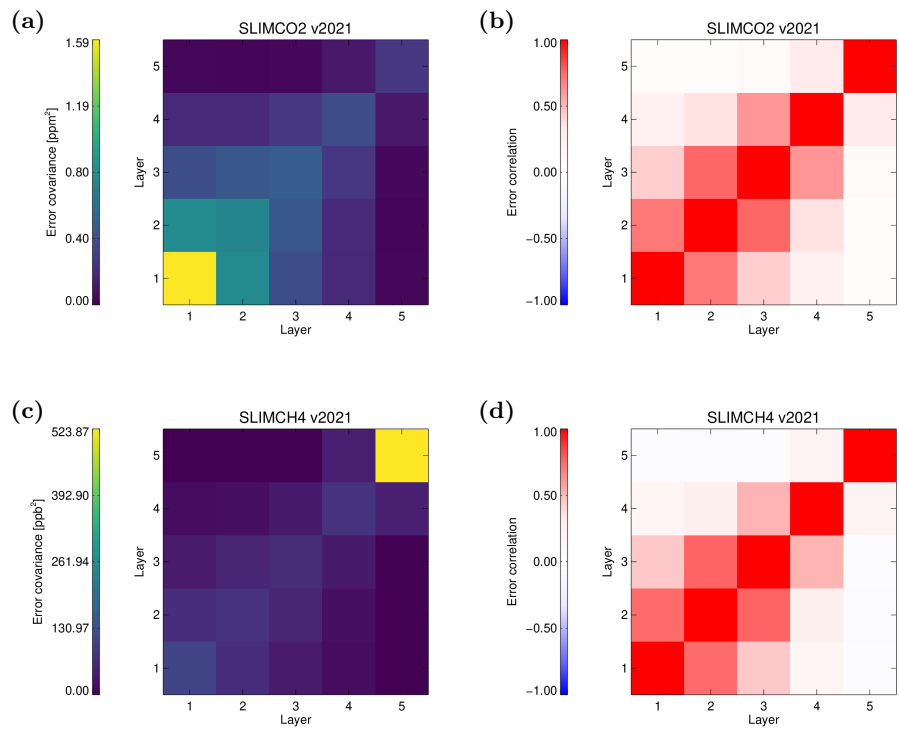 (a)
SLIMCO2 v2021
1.59
1.19
0.80
0.40
0.00
Error covariance [ppm²]
5
4
3
2
1
Layer
1 2 3 4 5
Layer
(b)
SLIMCO2 v2021
1.00
0.50
0.00
−0.50
−1.00
Error correlation
5
4
3
2
1
Layer
1 2 3 4 5
Layer
(c)
SLIMCH4 v2021
523.87
392.90
261.94
130.97
0.00
Error covariance [ppb²]
5
4
3
2
1
Layer
1 2 3 4 5
Layer
(d)
SLIMCH4 v2021
1.00
0.50
0.00
−0.50
−1.00
Error correlation
5
4
3
2
1
Layer
1 2 3 4 5
Layer